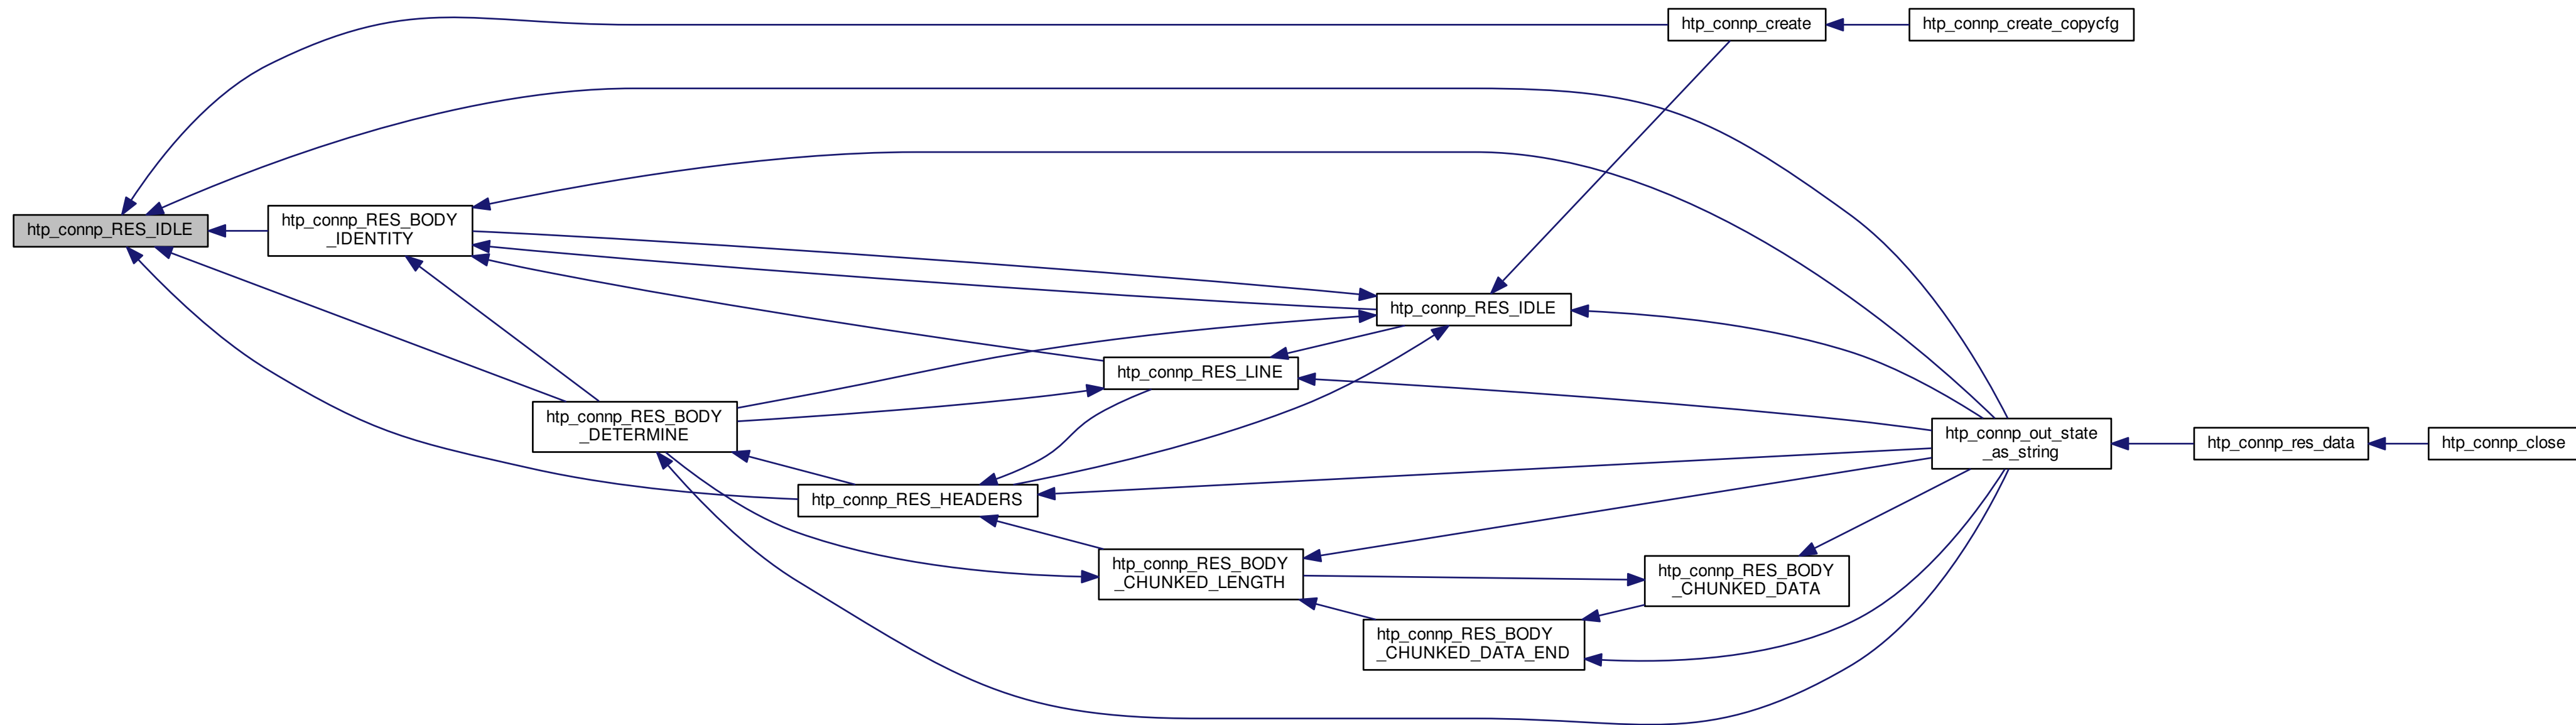 htp_connp_create
htp_connp_create_copycfg
htp_connp_RES_IDLE
htp_connp_RES_BODY
_IDENTITY
htp_connp_RES_IDLE
htp_connp_RES_LINE
htp_connp_RES_BODY
_DETERMINE
htp_connp_out_state
_as_string
htp_connp_res_data
htp_connp_close
htp_connp_RES_HEADERS
htp_connp_RES_BODY
_CHUNKED_LENGTH
htp_connp_RES_BODY
_CHUNKED_DATA
htp_connp_RES_BODY
_CHUNKED_DATA_END